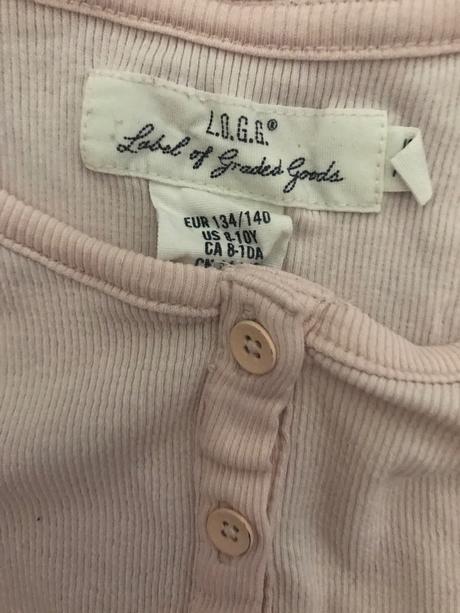 L.O.G.G.®
Label of Graded Goods
EUR 134/140
US 8-10Y
CA 8-10A